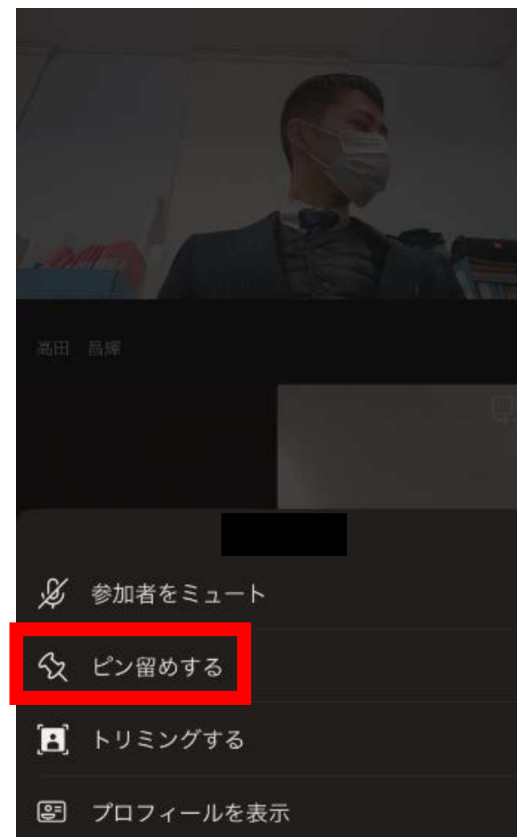 高田 昌輝
参加者をミュート
ピン留めする
トリミングする
プロフィールを表示